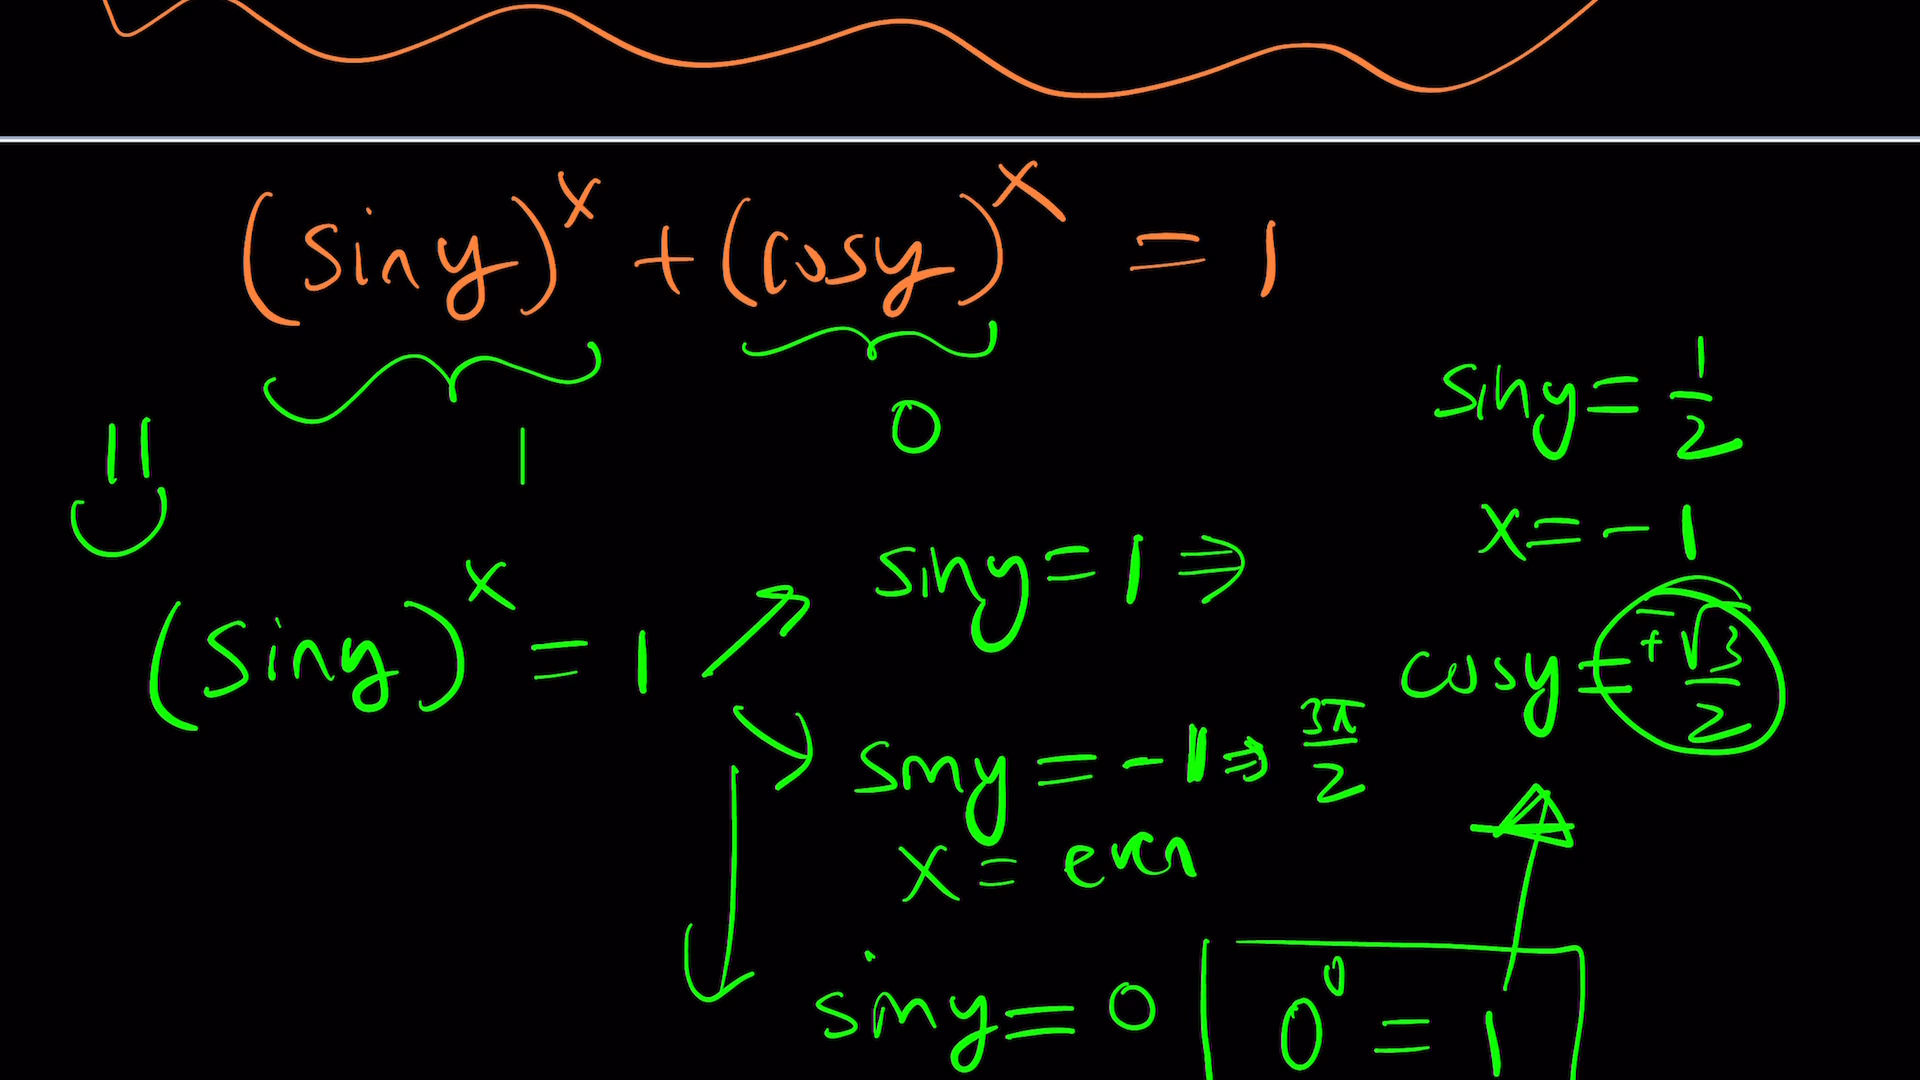 (sin y)^x + (cos y)^x = 1
1
0
sin y = 1/2
x = -1
cos y = ∓√3/2
(sin y)^x = 1
sin y = 1 ⇒
sin y = -1 ⇒ 3π/2
x = even
sin y = 0
0^0 = 1